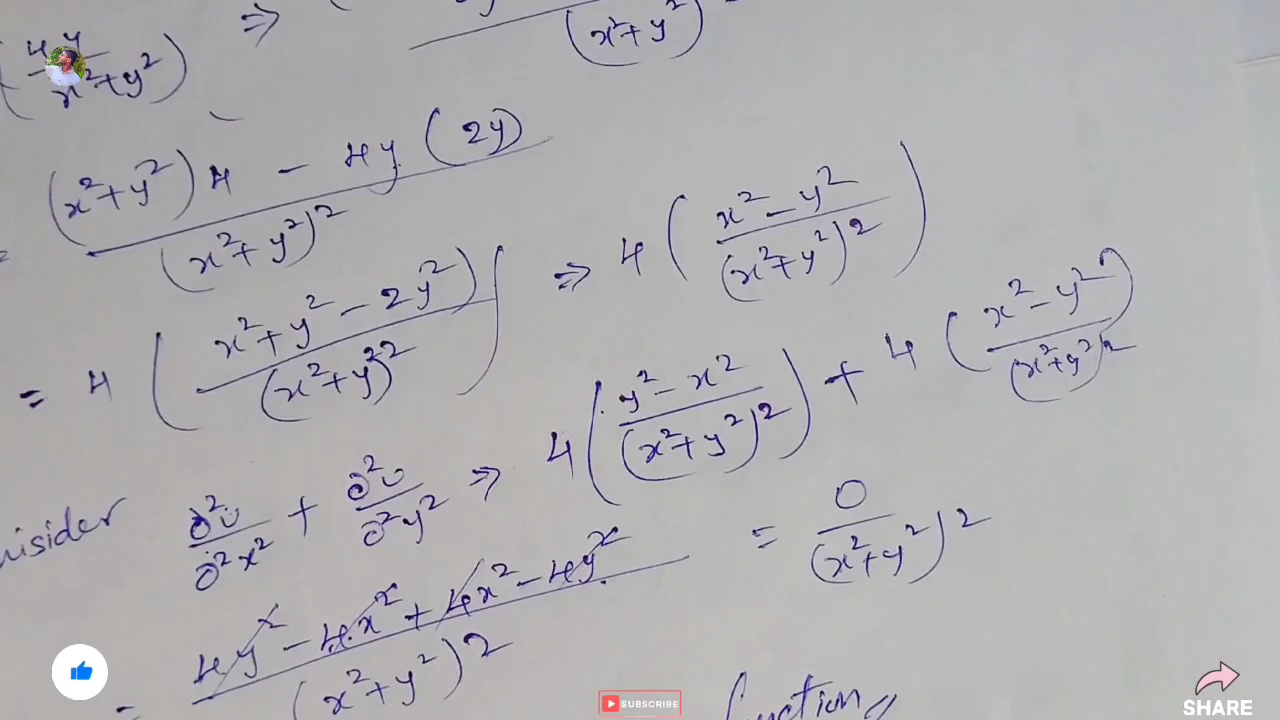 (4y/(x²+y²)) ⇒ /(x²+y²)²
((x²+y²)4 - 4y(2y))/(x²+y²)²
= 4((x²+y²-2y²)/(x²+y²)²) ⇒ 4((x²-y²)/(x²+y²)²)
∂²u/∂²x² + ∂²u/∂²y² ⇒ 4((y²-x²)/(x²+y²)²) + 4((x²-y²)/(x²+y²)²)
= (4y²-4x²+4x²-4y²)/(x²+y²)² = 0/(x²+y²)²
function
SUBSCRIBE
SHARE